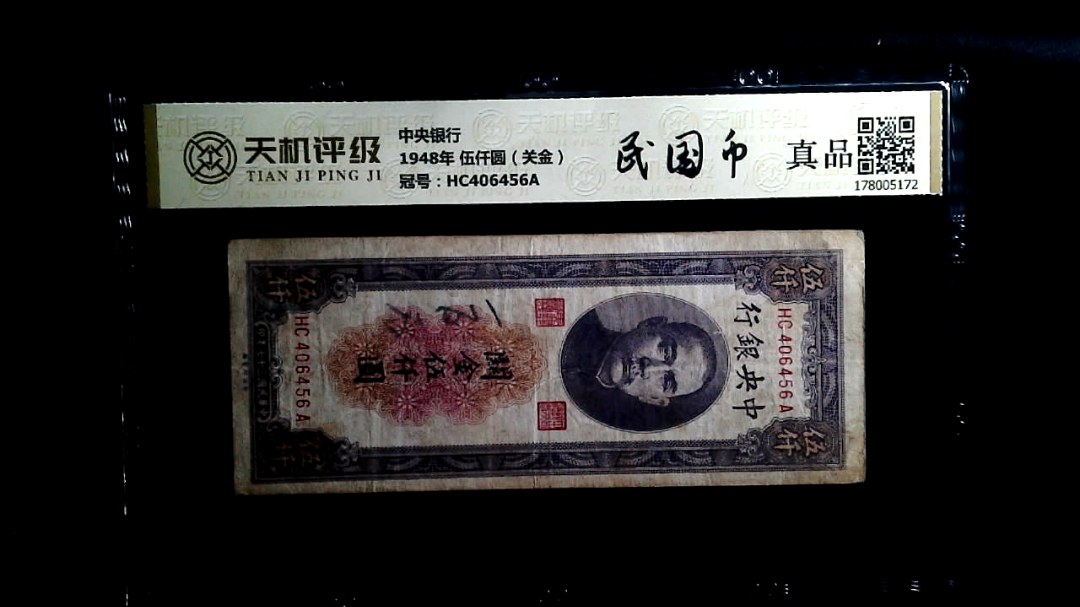 天机评级
TIAN JI PING JI
中央银行
1948年 伍仟圆（关金）
冠号：HC406456A
民国币
真品
178005172
伍仟
伍仟
HC406456A
中央銀行
關金伍仟圓
HC406456A
伍仟
伍仟